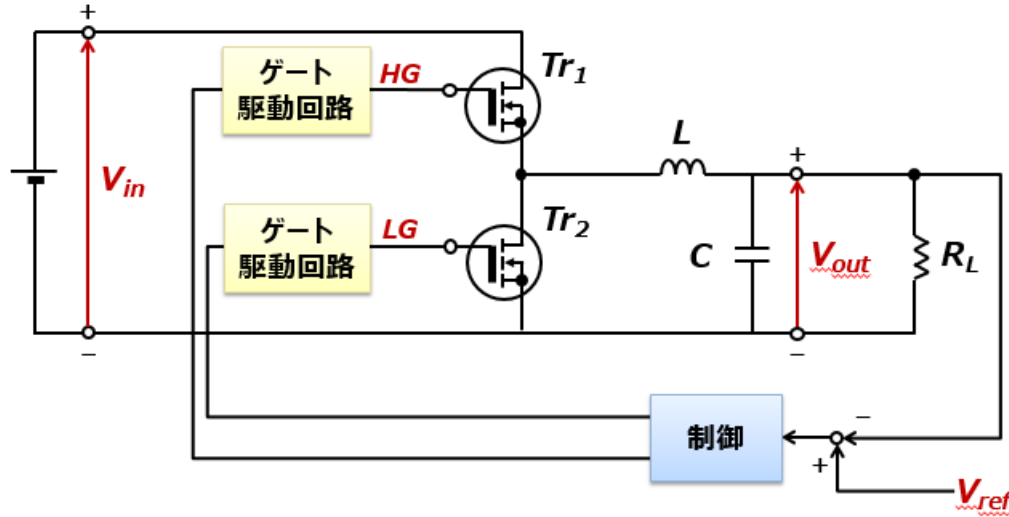 +
ゲート
駆動回路
HG
Tr1
Vin
L
+
ゲート
駆動回路
LG
Tr2
C
Vout
RL
−
−
制御
−
+
Vref